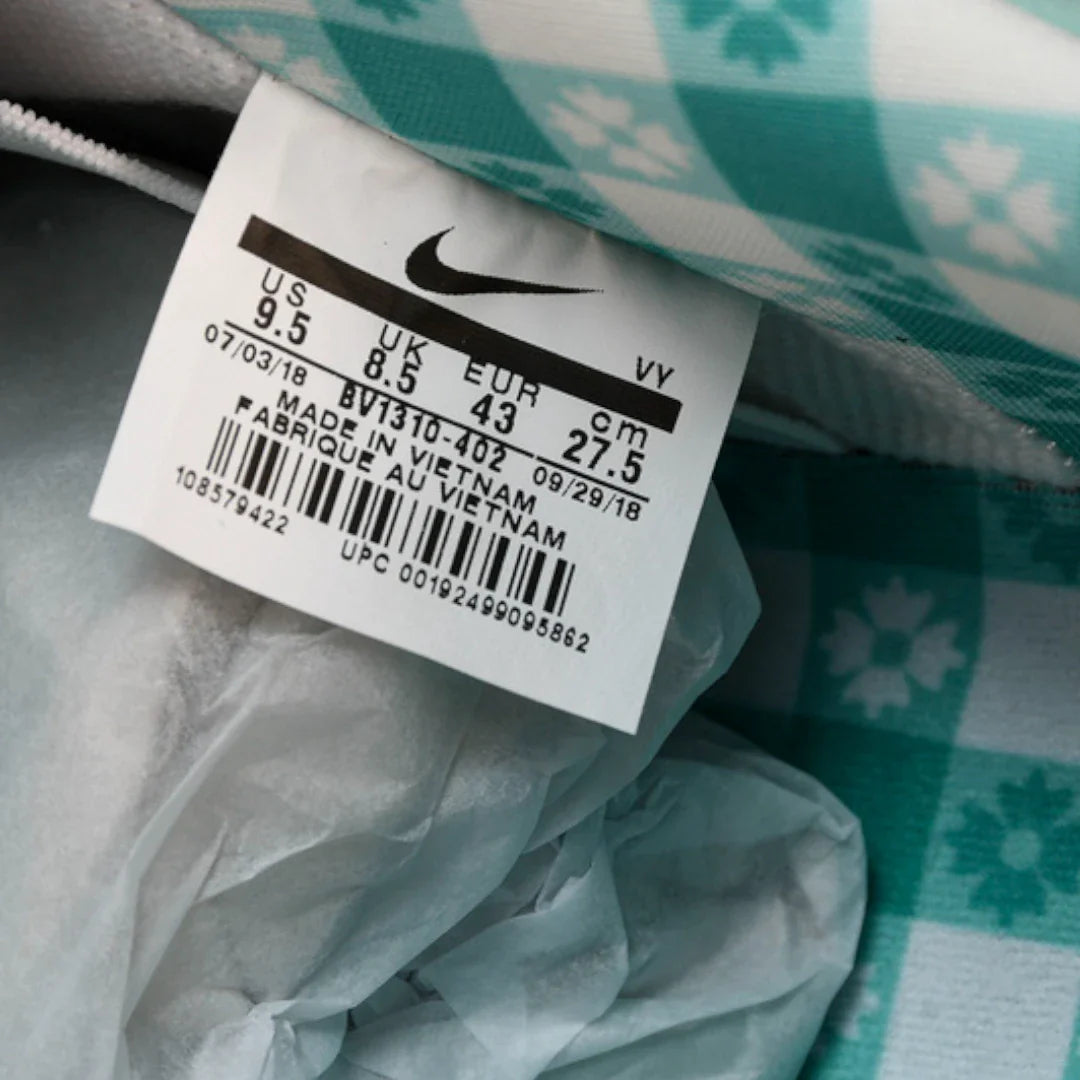 VY
US UK EUR cm
9.5 8.5 43 27.5
07/03/18 BV1310-402 09/29/18
MADE IN VIETNAM
FABRIQUE AU VIETNAM
108579422
UPC 00192499095862